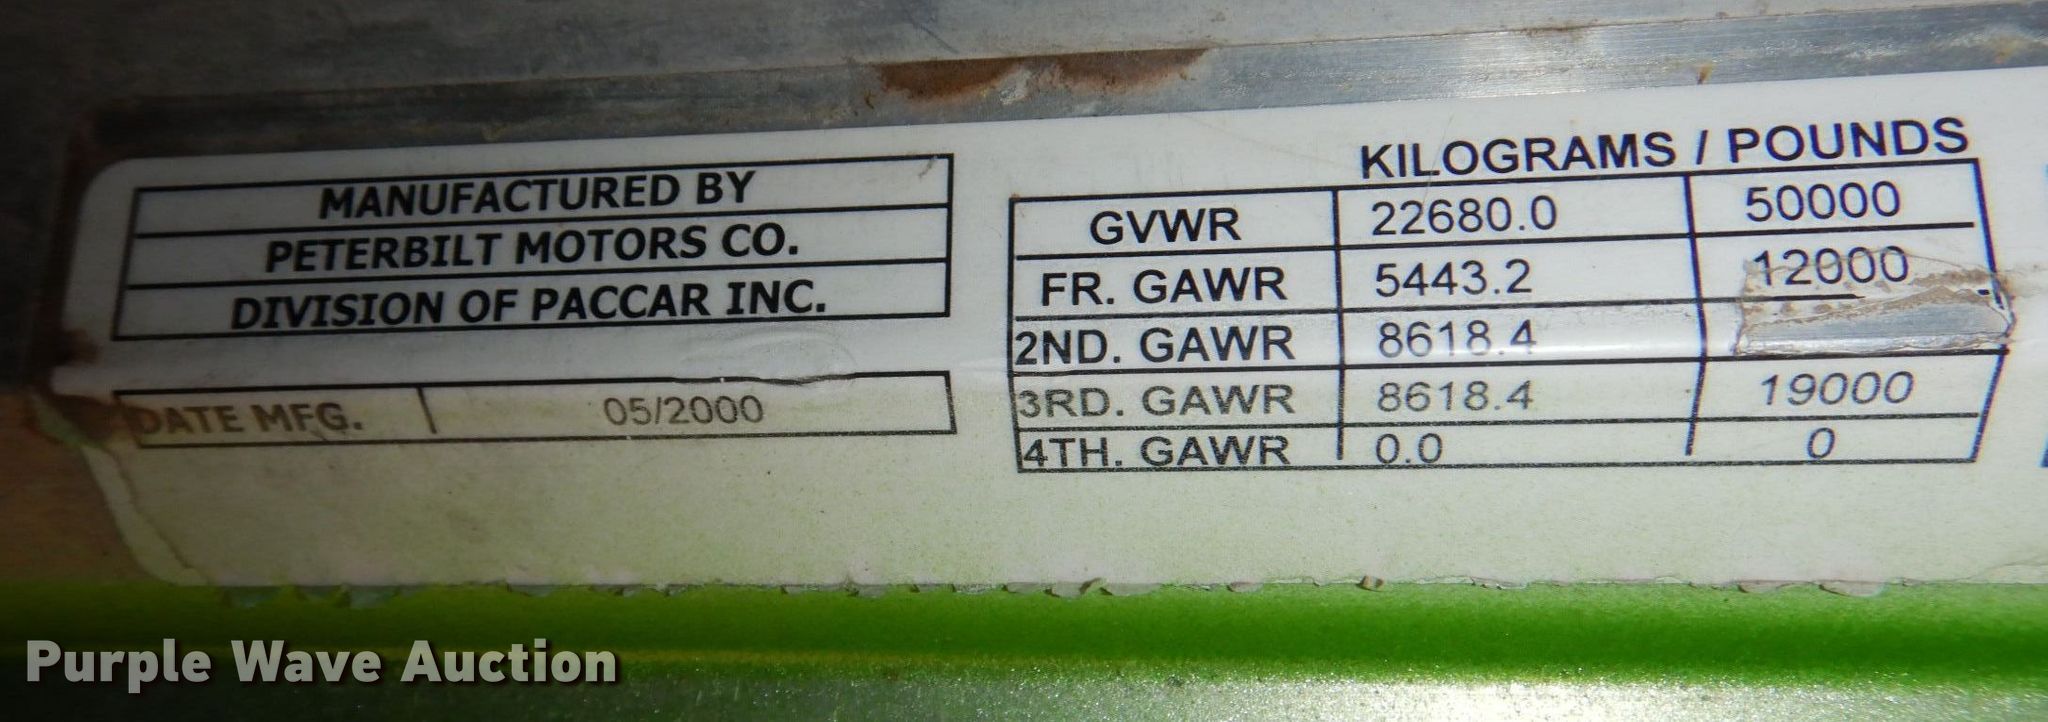 MANUFACTURED BY
PETERBILT MOTORS CO.
DIVISION OF PACCAR INC.
DATE MFG. 05/2000
KILOGRAMS / POUNDS
GVWR 22680.0 50000
FR. GAWR 5443.2 12000
2ND. GAWR 8618.4
3RD. GAWR 8618.4 19000
4TH. GAWR 0.0 0
Purple Wave Auction